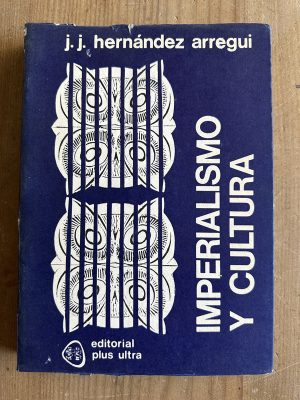 j. j. hernández arregui
IMPERIALISMO
Y CULTURA
editorial
plus ultra